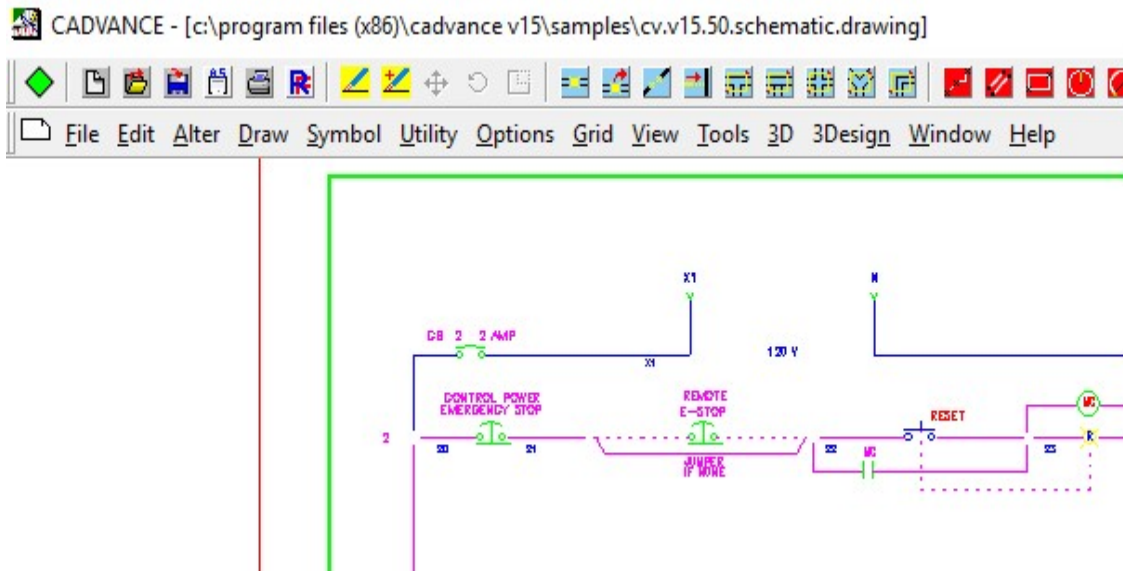 CADVANCE - [c:\program files (x86)\cadvance v15\samples\cv.v15.50.schematic.drawing]
File Edit Alter Draw Symbol Utility Options Grid View Tools 3D 3Design Window Help
X1 N
CB 2 2 AMP
X1 120 V
CONTROL POWER
EMERGENCY STOP
REMOTE
E-STOP
RESET
MC
2
20 21 22 23 R
MC
JUMPER
IF NONE